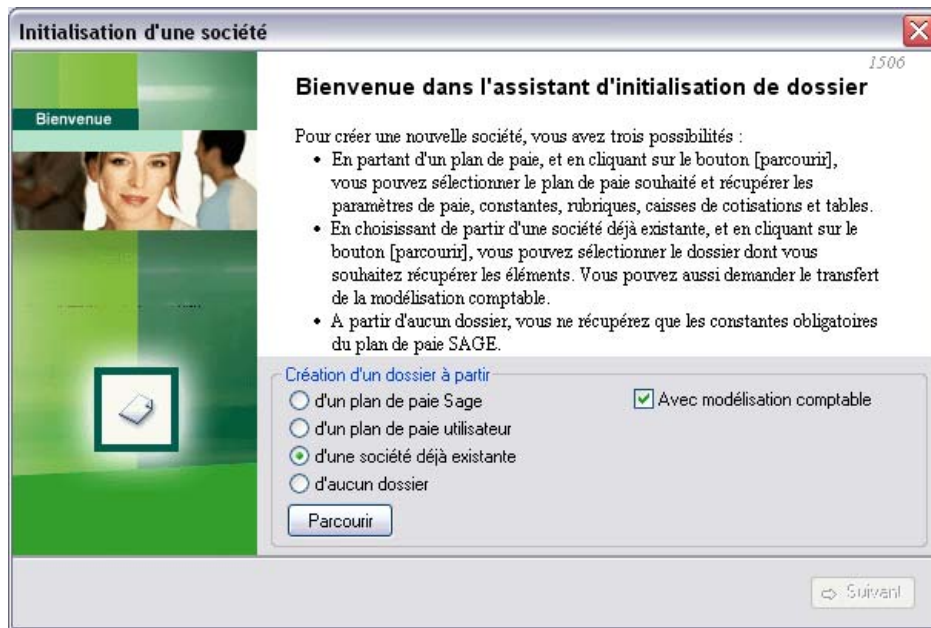 Initialisation d'une société
1506
Bienvenue
Bienvenue dans l'assistant d'initialisation de dossier
Pour créer une nouvelle société, vous avez trois possibilités :
• En partant d'un plan de paie, et en cliquant sur le bouton [parcourir],
vous pouvez sélectionner le plan de paie souhaité et récupérer les
paramètres de paie, constantes, rubriques, caisses de cotisations et tables.
• En choisissant de partir d'une société déjà existante, et en cliquant sur le
bouton [parcourir], vous pouvez sélectionner le dossier dont vous
souhaitez récupérer les éléments. Vous pouvez aussi demander le transfert
de la modélisation comptable.
• A partir d'aucun dossier, vous ne récupérez que les constantes obligatoires
du plan de paie SAGE.
Création d'un dossier à partir
d'un plan de paie Sage
Avec modélisation comptable
d'un plan de paie utilisateur
d'une société déjà existante
d'aucun dossier
Parcourir
Suivant